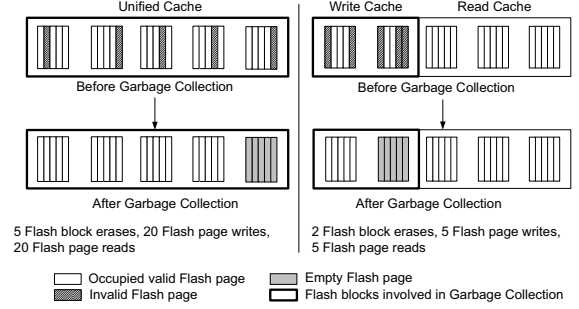 Unified Cache
Before Garbage Collection
After Garbage Collection
5 Flash block erases, 20 Flash page writes,
20 Flash page reads
Write Cache Read Cache
Before Garbage Collection
After Garbage Collection
2 Flash block erases, 5 Flash page writes,
5 Flash page reads
Occupied valid Flash page
Invalid Flash page
Empty Flash page
Flash blocks involved in Garbage Collection